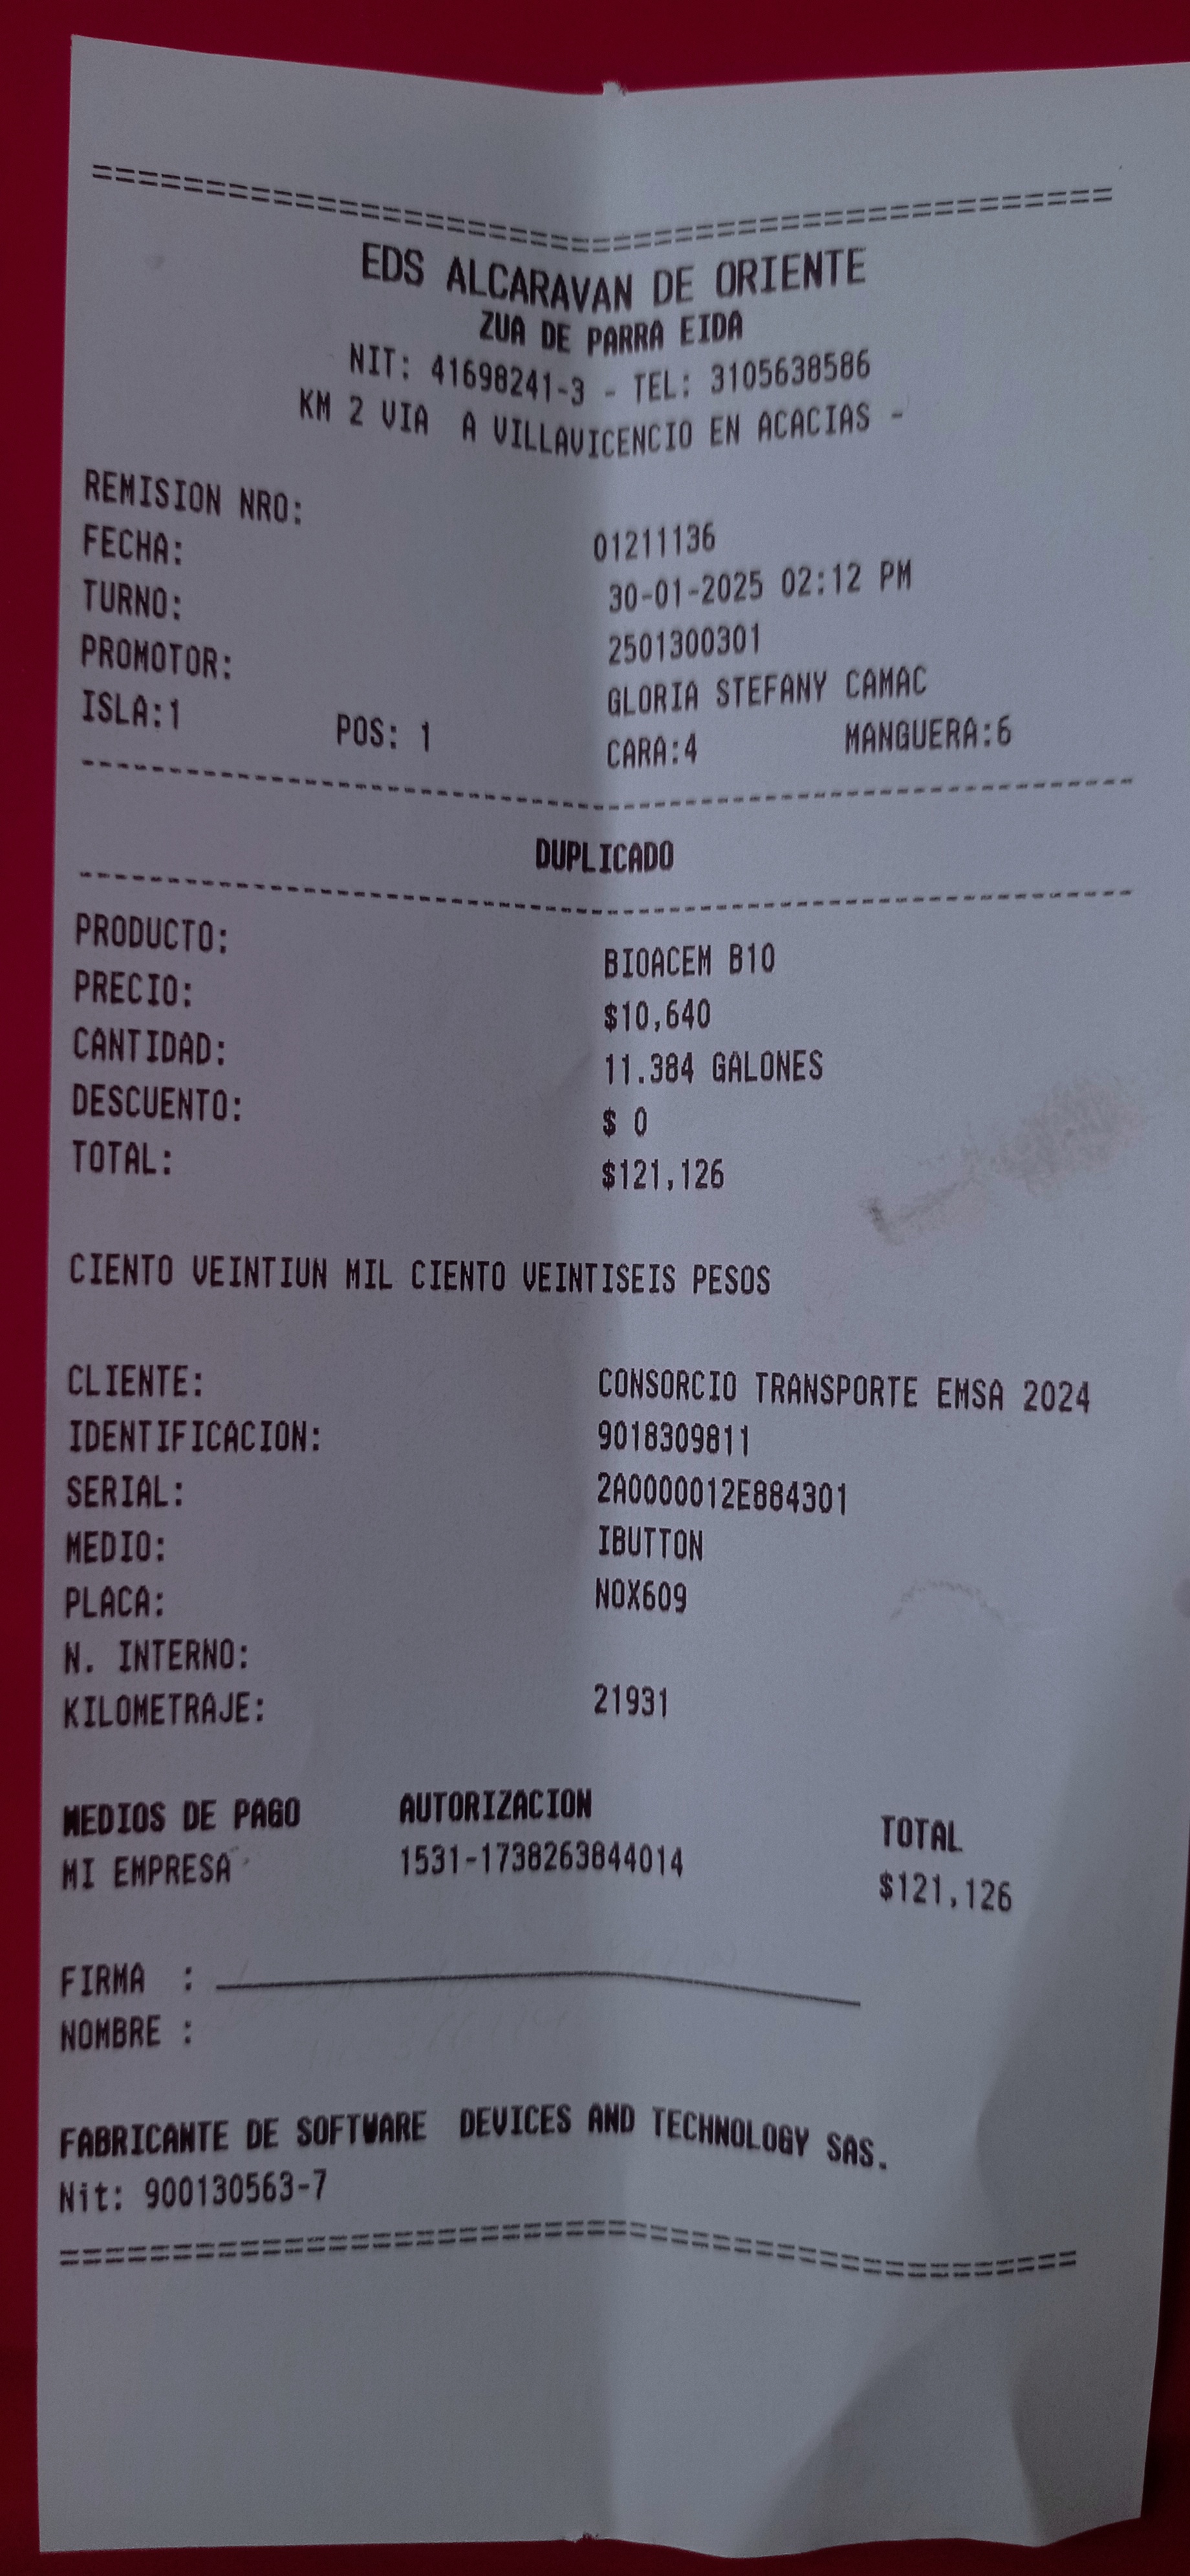 ================================================
EDS ALCARAVAN DE ORIENTE
ZUA DE PARRA EIDA
NIT: 41698241-3 - TEL: 3105638586
KM 2 VIA  A VILLAVICENCIO EN ACACIAS -
REMISION NRO: 01211136
FECHA: 30-01-2025 02:12 PM
TURNO: 2501300301
PROMOTOR: GLORIA STEFANY CAMAC
ISLA:1 POS: 1 CARA:4 MANGUERA:6
------------------------------------------------
DUPLICADO
------------------------------------------------
PRODUCTO: BIOACEM B10
PRECIO: $10,640
CANTIDAD: 11.384 GALONES
DESCUENTO: $ 0
TOTAL: $121,126
CIENTO VEINTIUN MIL CIENTO VEINTISEIS PESOS
CLIENTE: CONSORCIO TRANSPORTE EMSA 2024
IDENTIFICACION: 9018309811
SERIAL: 2A0000012E884301
MEDIO: IBUTTON
PLACA: NOX609
N. INTERNO:
KILOMETRAJE: 21931
MEDIOS DE PAGO AUTORIZACION TOTAL
MI EMPRESA 1531-1738263844014 $121,126
FIRMA  : ______________________________
NOMBRE :
FABRICANTE DE SOFTWARE  DEVICES AND TECHNOLOGY SAS.
Nit: 900130563-7
================================================